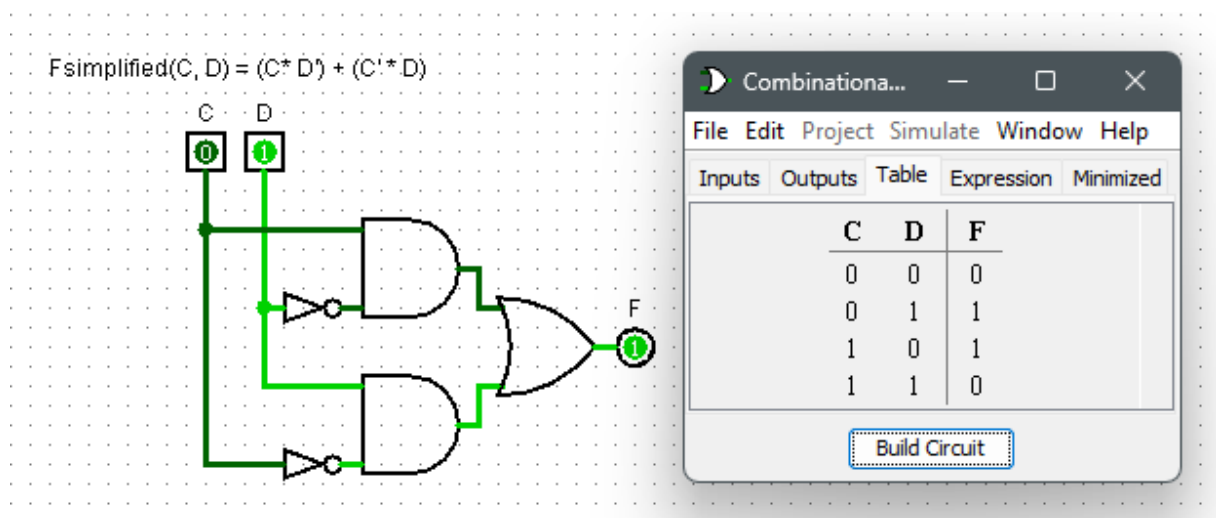 Fsimplified(C, D) = (C* D') + (C' * D)
C D
0 1
F
1
Combinationa...
File Edit Project Simulate Window Help
Inputs Outputs Table Expression Minimized
C D F
0 0 0
0 1 1
1 0 1
1 1 0
Build Circuit